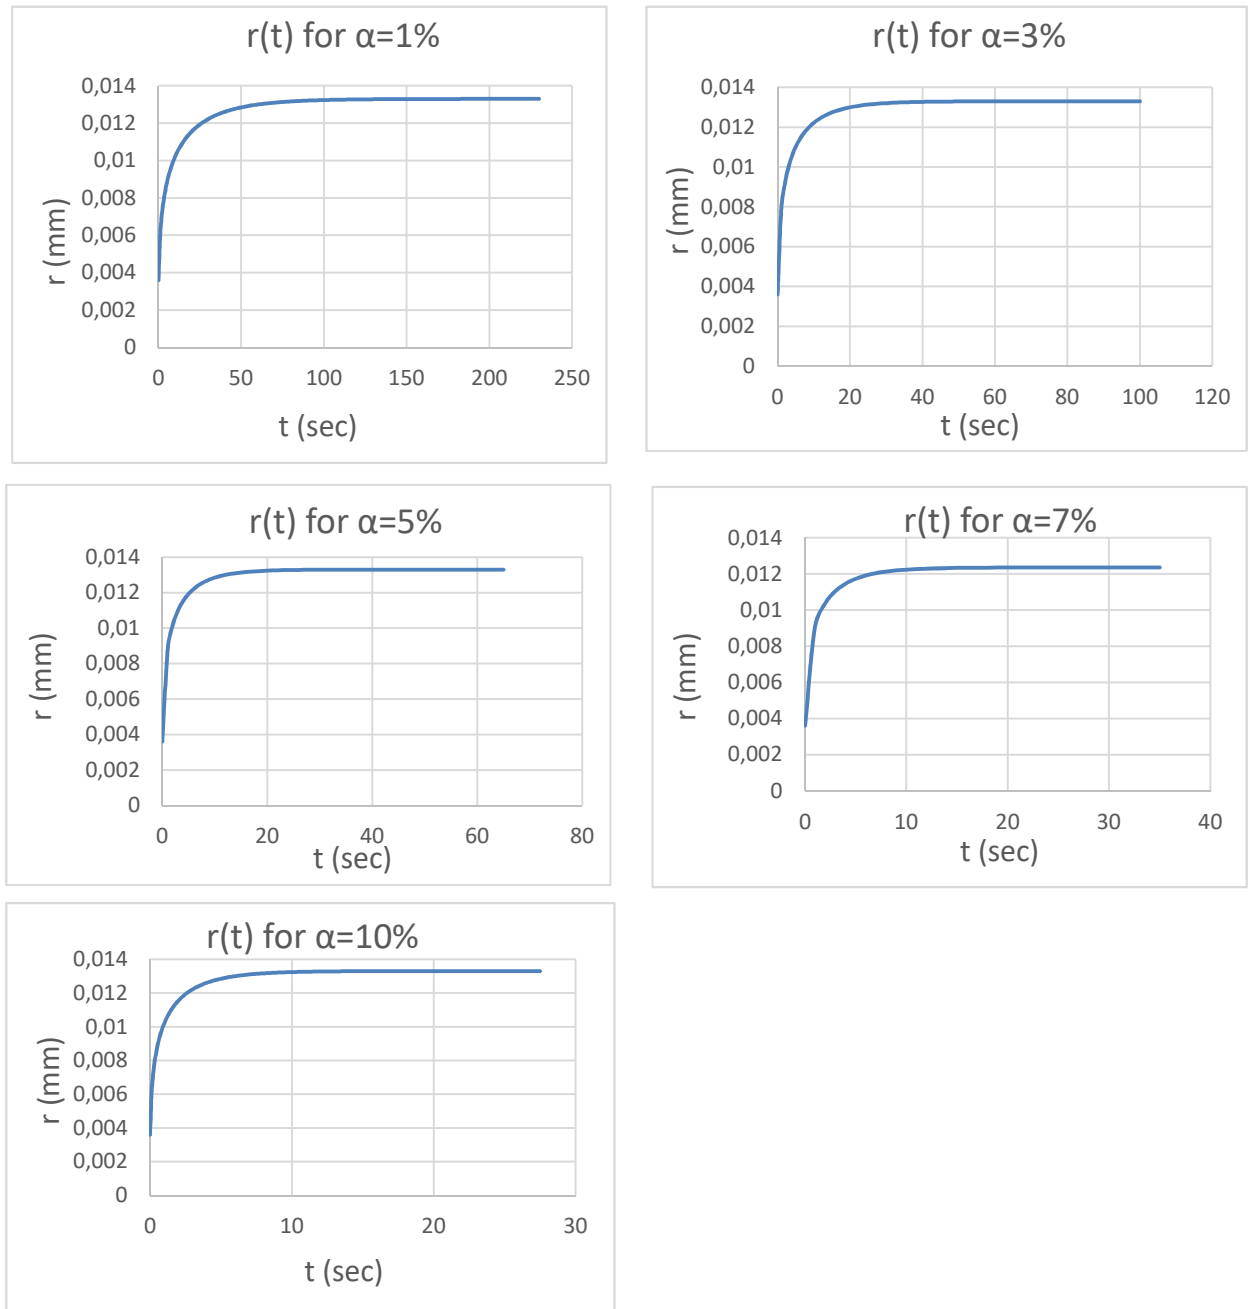 r(t) for α=1%
0,014
0,012
0,01
0,008
0,006
0,004
0,002
0
r (mm)
0 50 100 150 200 250
t (sec)
r(t) for α=3%
0,014
0,012
0,01
0,008
0,006
0,004
0,002
0
r (mm)
0 20 40 60 80 100 120
t (sec)
r(t) for α=5%
0,014
0,012
0,01
0,008
0,006
0,004
0,002
0
r (mm)
0 20 40 60 80
t (sec)
r(t) for α=7%
0,014
0,012
0,01
0,008
0,006
0,004
0,002
0
r (mm)
0 10 20 30 40
t (sec)
r(t) for α=10%
0,014
0,012
0,01
0,008
0,006
0,004
0,002
0
r (mm)
0 10 20 30
t (sec)